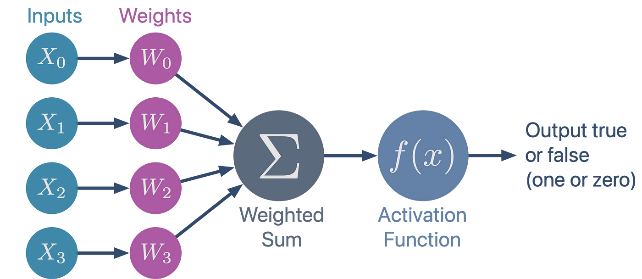 Inputs Weights
X₀ W₀
X₁ W₁
X₂ W₂
X₃ W₃
Σ
Weighted
Sum
f(x)
Activation
Function
Output true
or false
(one or zero)